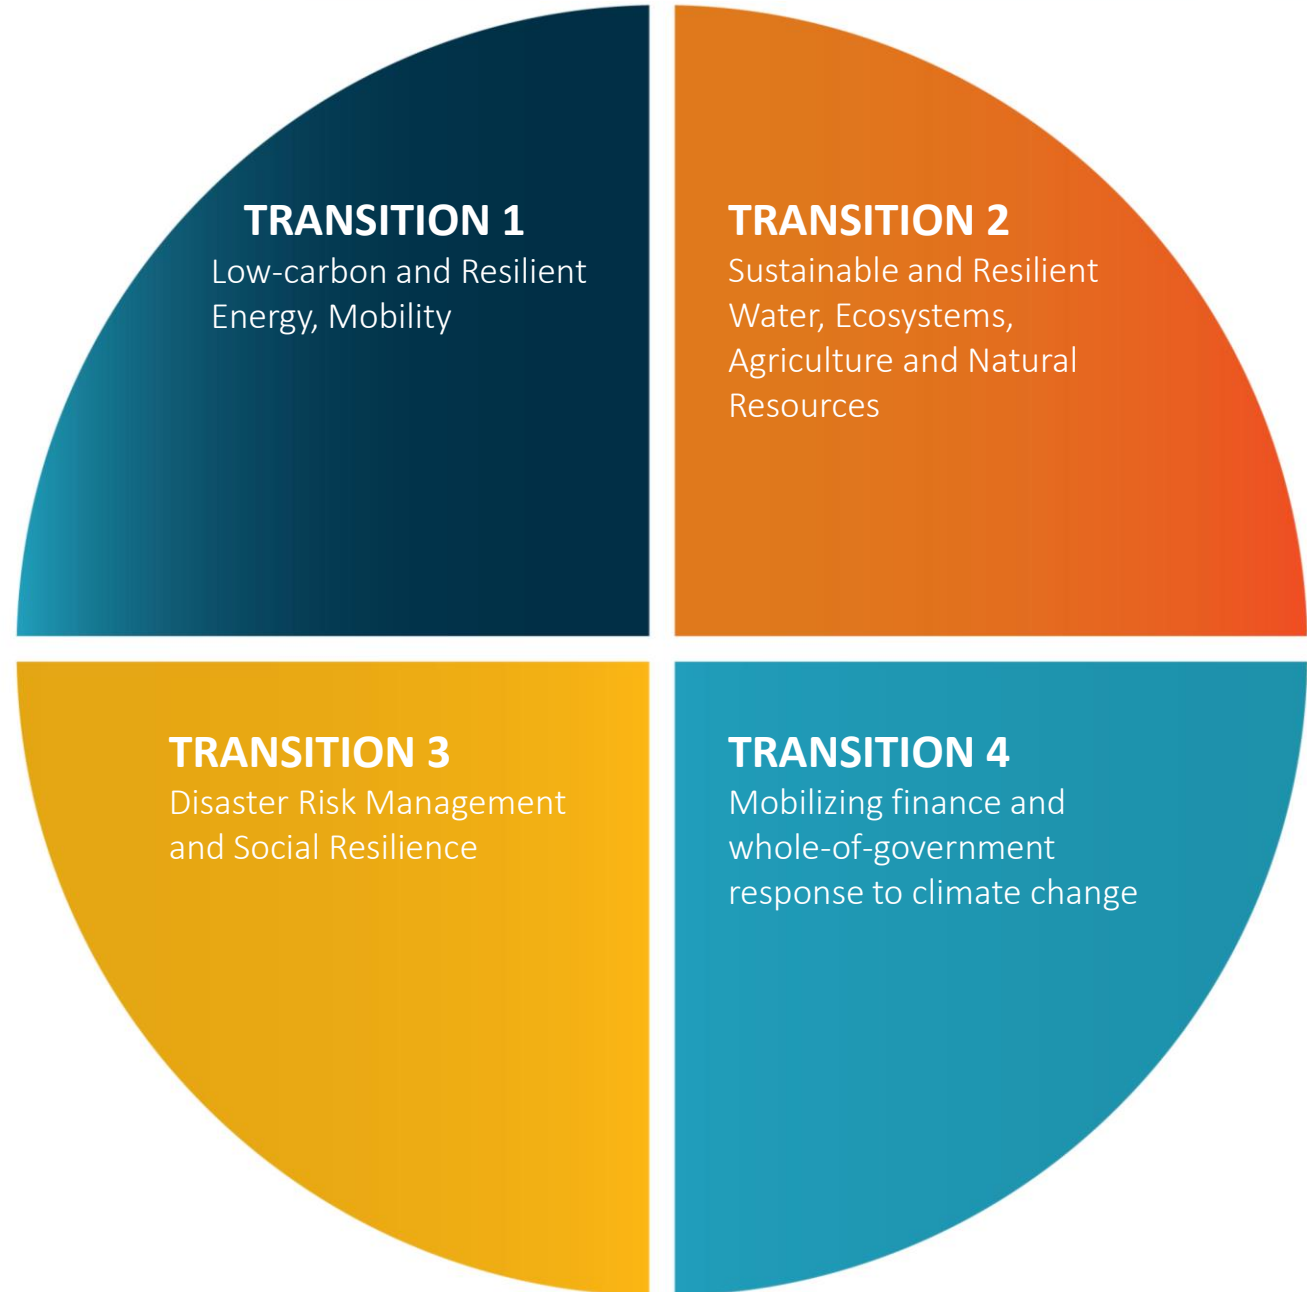 TRANSITION 1
Low-carbon and Resilient
Energy, Mobility
TRANSITION 2
Sustainable and Resilient
Water, Ecosystems,
Agriculture and Natural
Resources
TRANSITION 3
Disaster Risk Management
and Social Resilience
TRANSITION 4
Mobilizing finance and
whole-of-government
response to climate change